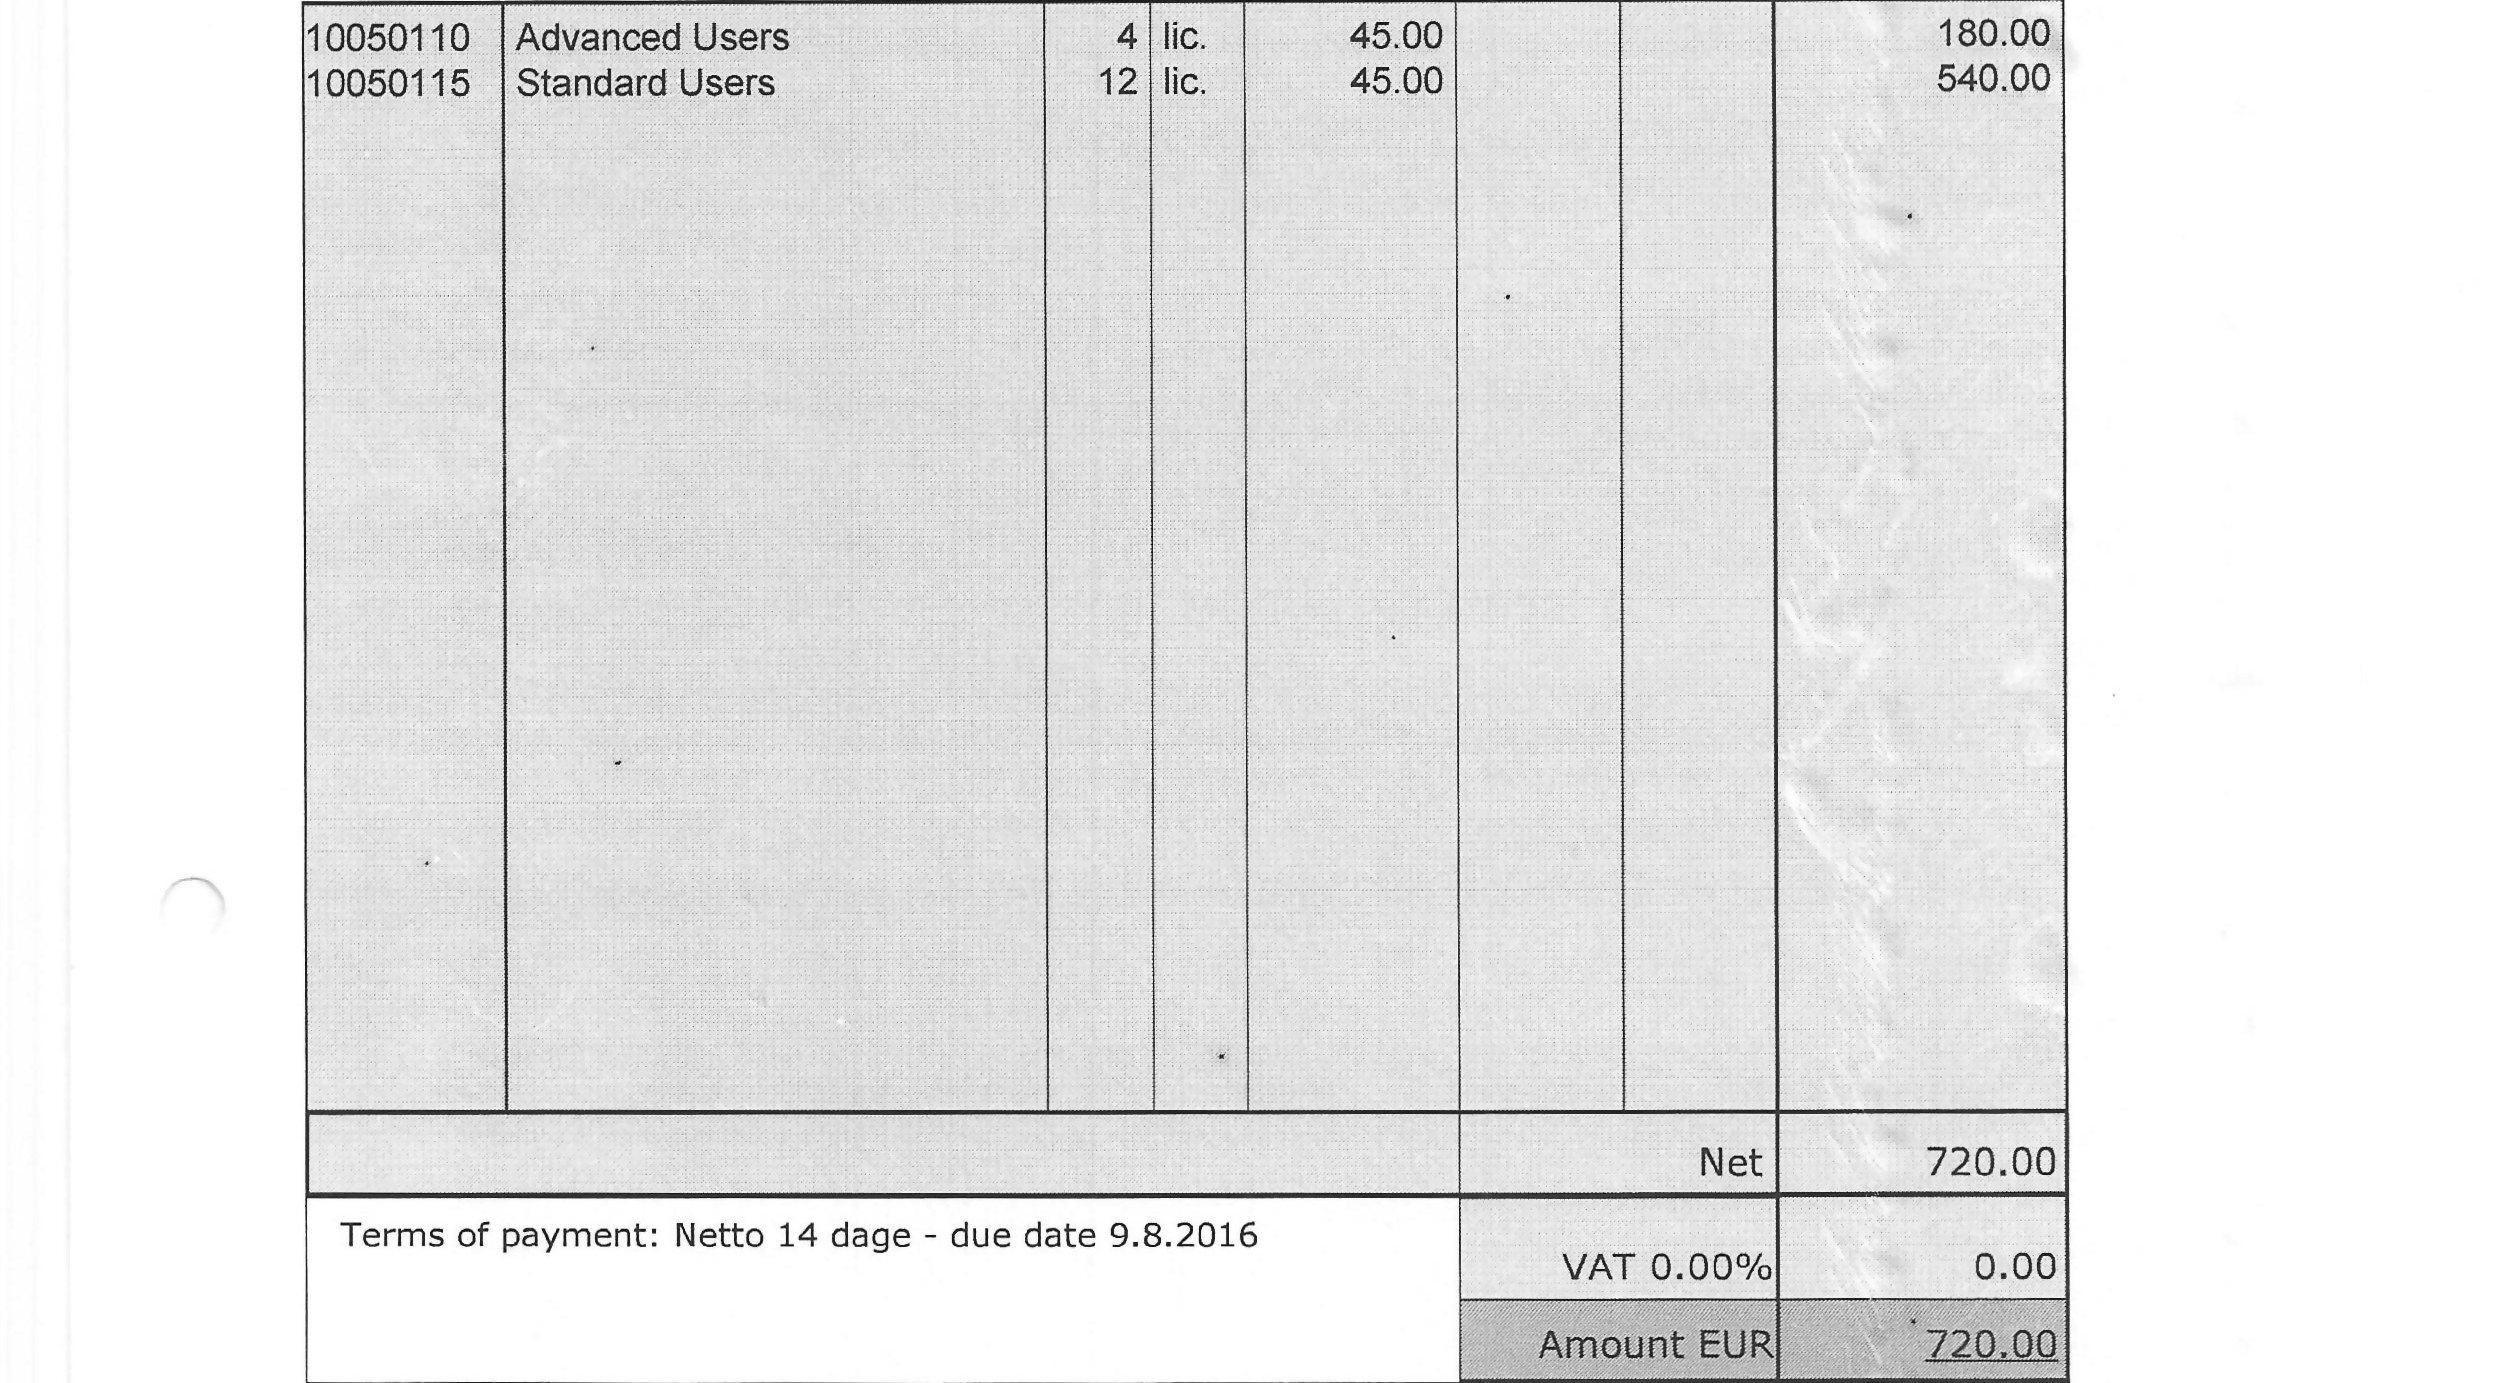 10050110 Advanced Users 4 lic. 45.00 180.00
10050115 Standard Users 12 lic. 45.00 540.00
Net 720.00
Terms of payment: Netto 14 dage - due date 9.8.2016
VAT 0.00% 0.00
Amount EUR 720.00